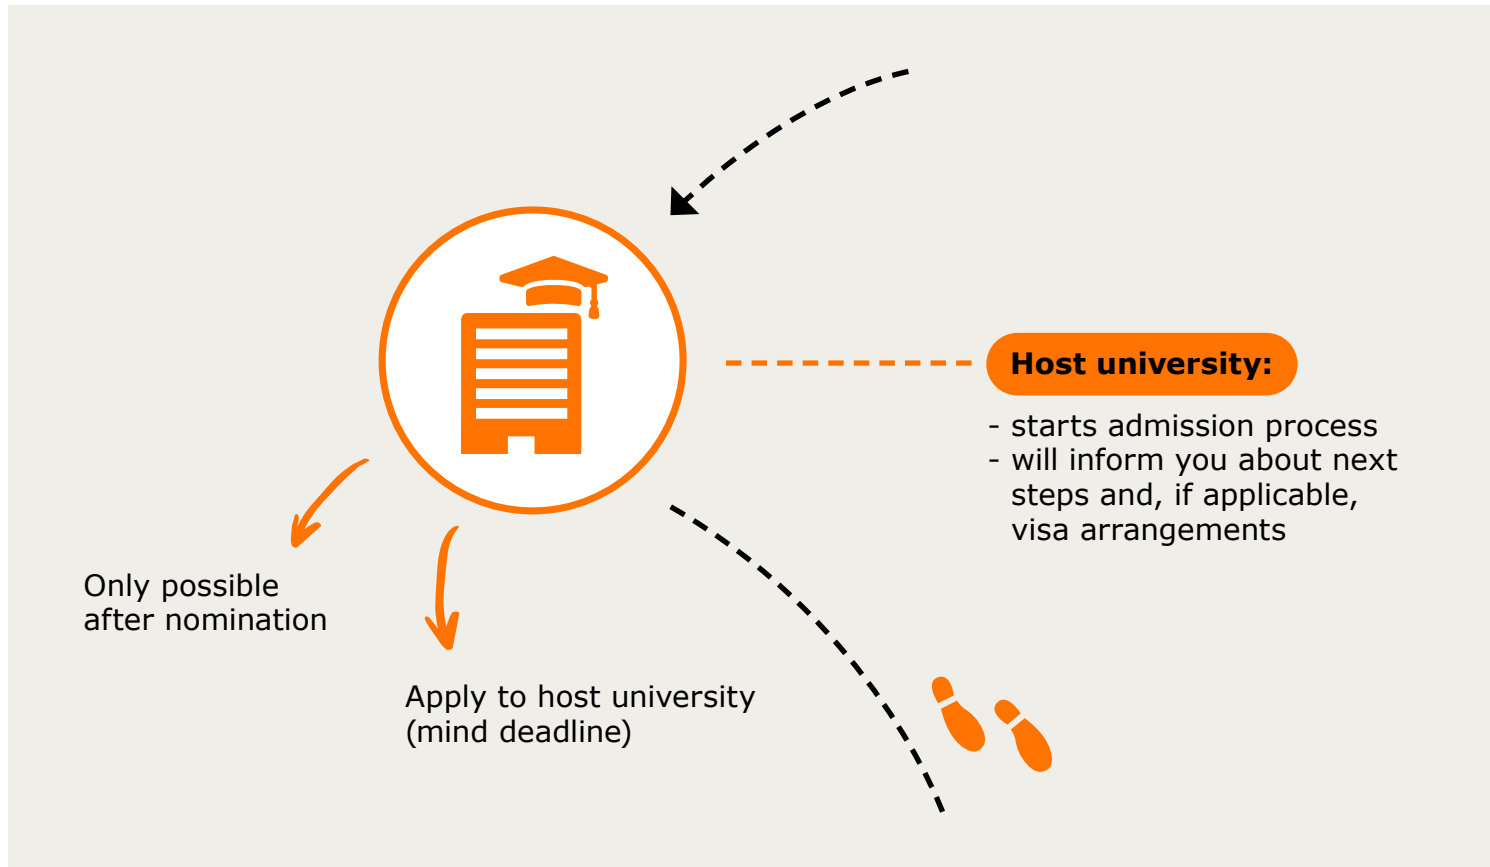 Host university:
- starts admission process
- will inform you about next
steps and, if applicable,
visa arrangements
Only possible
after nomination
Apply to host university
(mind deadline)